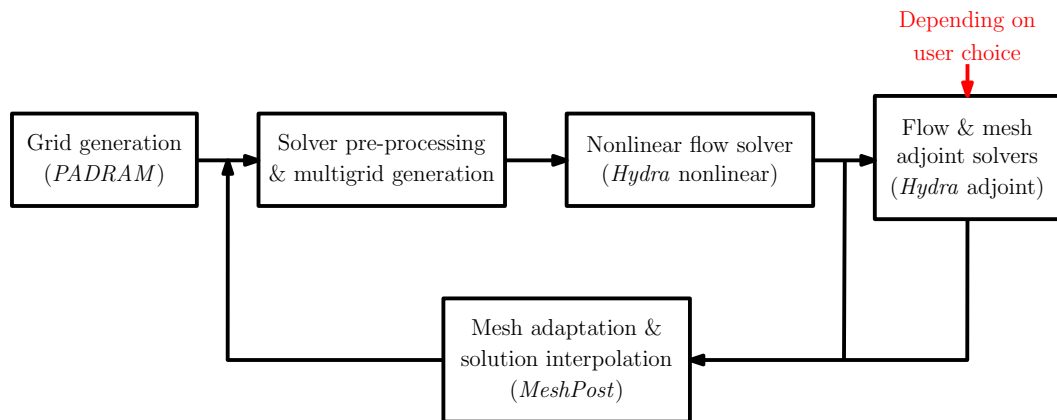 Depending on
user choice
Grid generation
(PADRAM)
Solver pre-processing
& multigrid generation
Nonlinear flow solver
(Hydra nonlinear)
Flow & mesh
adjoint solvers
(Hydra adjoint)
Mesh adaptation &
solution interpolation
(MeshPost)